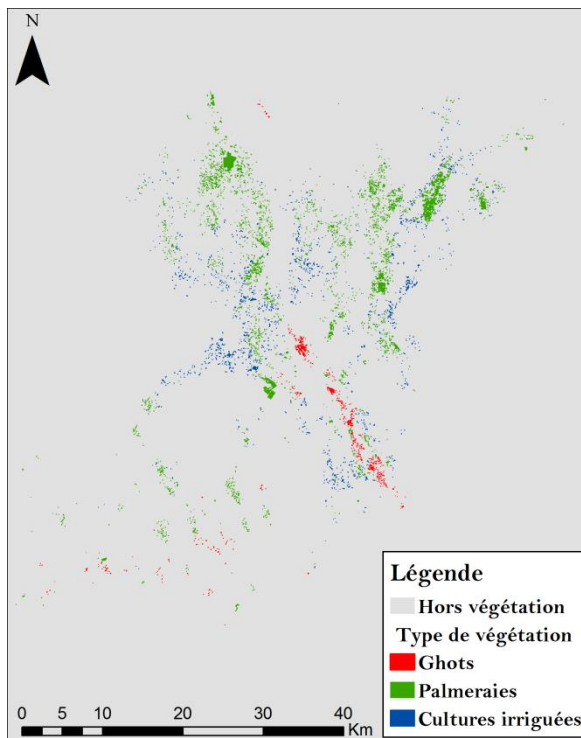 N
Légende
Hors végétation
Type de végétation
Ghots
Palmeraies
Cultures irriguées
0 5 10 20 30 40
Km